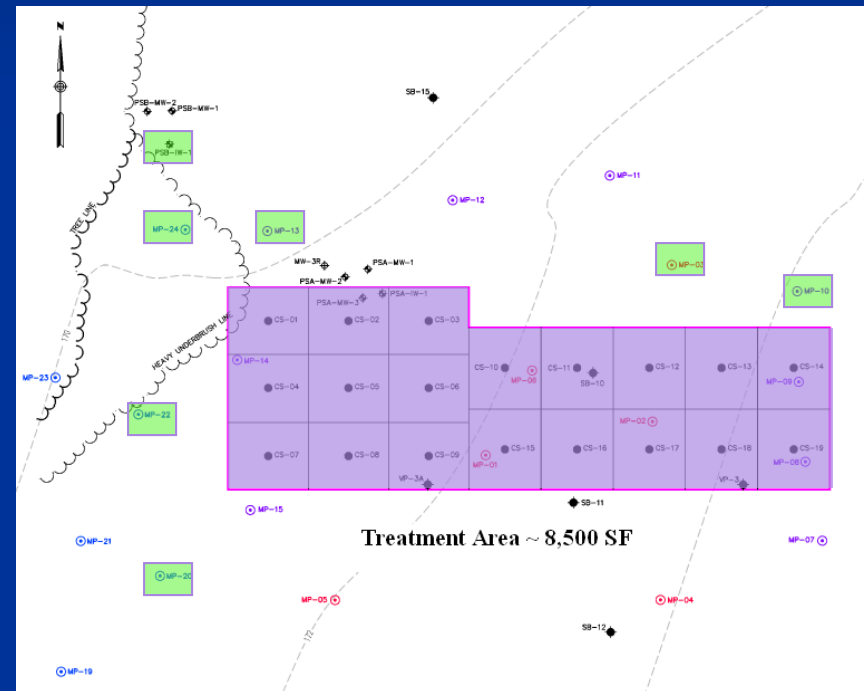 N
SB-15
PSB-MW-2
PSB-MW-1
PSB-IW-1
MP-11
MP-12
TREE LINE
MP-24
MP-13
MW-3R
PSA-MW-1
PSA-MW-2
MP-03
PSA-MW-3
PSA-IW-1
MP-10
CS-01
CS-02
CS-03
HEAVY UNDERBRUSH LINE
170
MP-14
CS-10
MP-06
CS-11
SB-10
CS-12
CS-13
CS-14
MP-23
CS-04
CS-05
CS-06
MP-09
MP-22
MP-02
CS-07
CS-08
CS-09
MP-01
CS-15
CS-16
CS-17
CS-18
CS-19
MP-08
VP-3A
VP-3
MP-15
SB-11
Treatment Area ~ 8,500 SF
MP-21
MP-07
MP-20
MP-05
MP-04
172
SB-12
MP-19